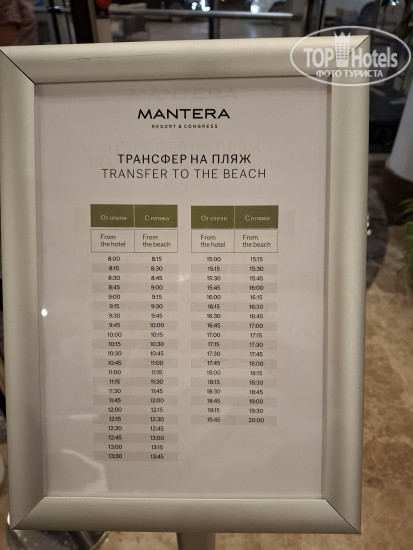 TOP Hotels
ФОТО ТУРИСТА
MANTERA
RESORT & CONGRESS
ТРАНСФЕР НА ПЛЯЖ
TRANSFER TO THE BEACH
От отеля С пляжа От отеля С пляжа
From From From From
the hotel the beach the hotel the beach
8:00 8:15 15:00 15:15
8:15 8:30 15:15 15:30
8:30 8:45 15:30 15:45
8:45 9:00 15:45 16:00
9:00 9:15 16:00 16:15
9:15 9:30 16:15 16:30
9:30 9:45 16:30 16:45
9:45 10:00 16:45 17:00
10:00 10:15 17:00 17:15
10:15 10:30 17:15 17:30
10:30 10:45 17:30 17:45
10:45 11:00 17:45 18:00
11:00 11:15 18:00 18:15
11:15 11:30 18:15 18:30
11:30 11:45 18:30 18:45
11:45 12:00 18:45 19:00
12:00 12:15 19:15 19:30
12:15 12:30 19:45 20:00
12:30 12:45
12:45 13:00
13:00 13:15
13:30 13:45